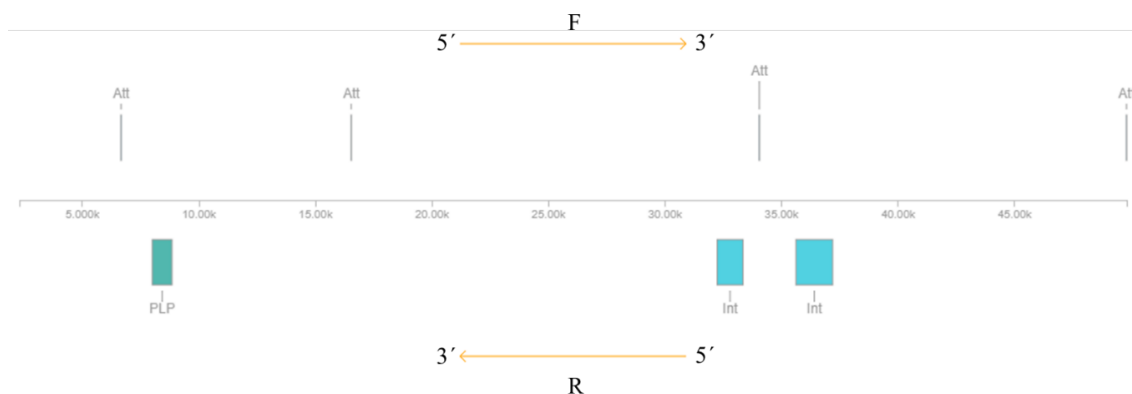 F
5´ 3´
Att
Att Att Att
5.000k 10.00k 15.00k 20.00k 25.00k 30.00k 35.00k 40.00k 45.00k
PLP Int Int
3´ 5´
R